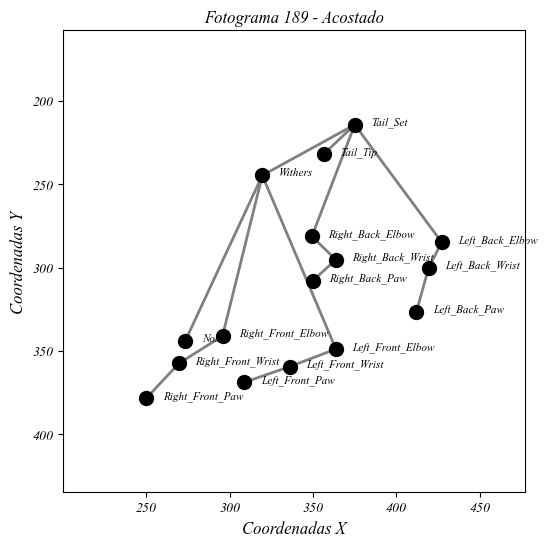 Fotograma 189 - Acostado
200
250
300
350
400
Coordenadas Y
Tail_Set
Tail_Tip
Withers
Right_Back_Elbow
Left_Back_Elbow
Right_Back_Wrist
Left_Back_Wrist
Right_Back_Paw
Left_Back_Paw
Right_Front_Elbow
Left_Front_Elbow
Right_Front_Wrist
Left_Front_Wrist
Left_Front_Paw
Right_Front_Paw
250 300 350 400 450
Coordenadas X